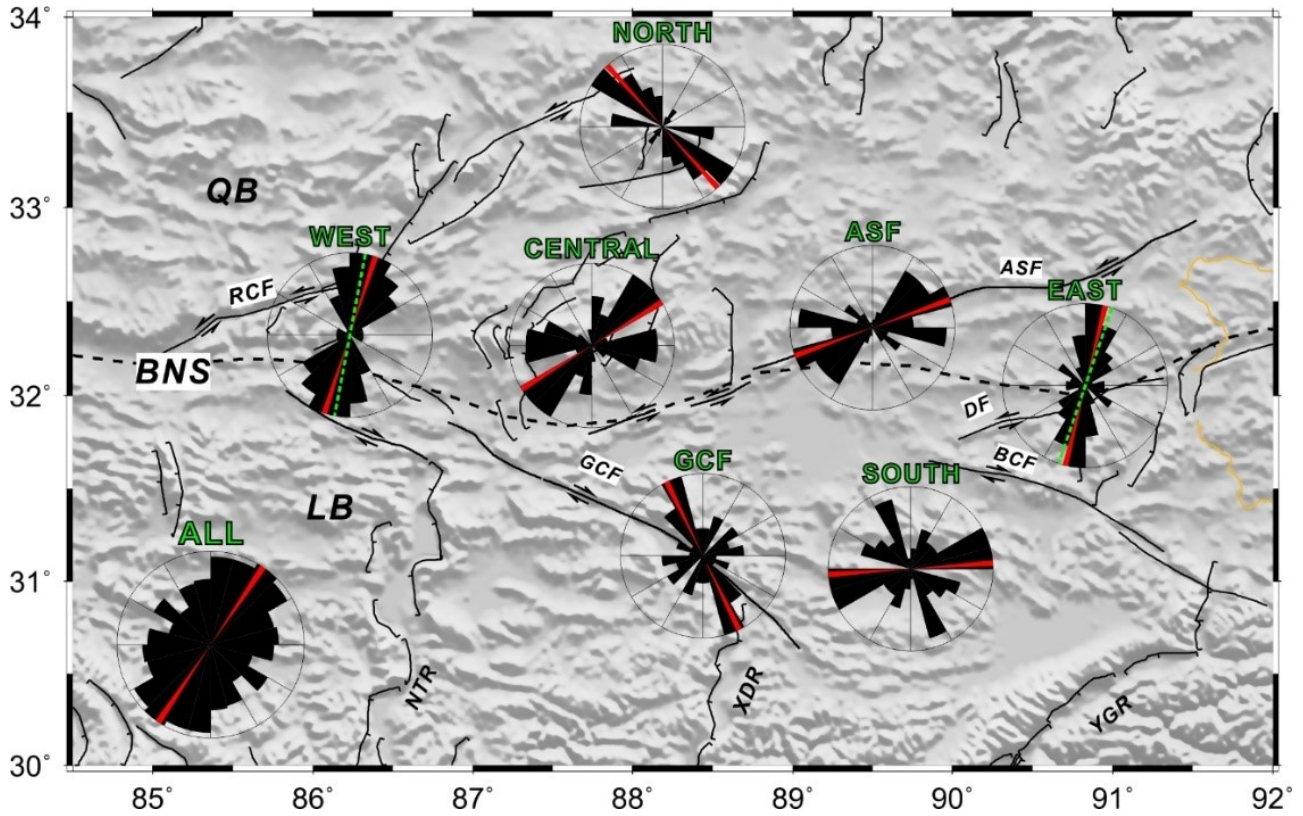 34°
NORTH
33°
QB
WEST
CENTRAL
ASF
ASF
RCF
EAST
BNS
32°
DF
BCF
GCF
GCF
SOUTH
LB
ALL
31°
NTR
XDR
YGR
30°
85°
86°
87°
88°
89°
90°
91°
92°